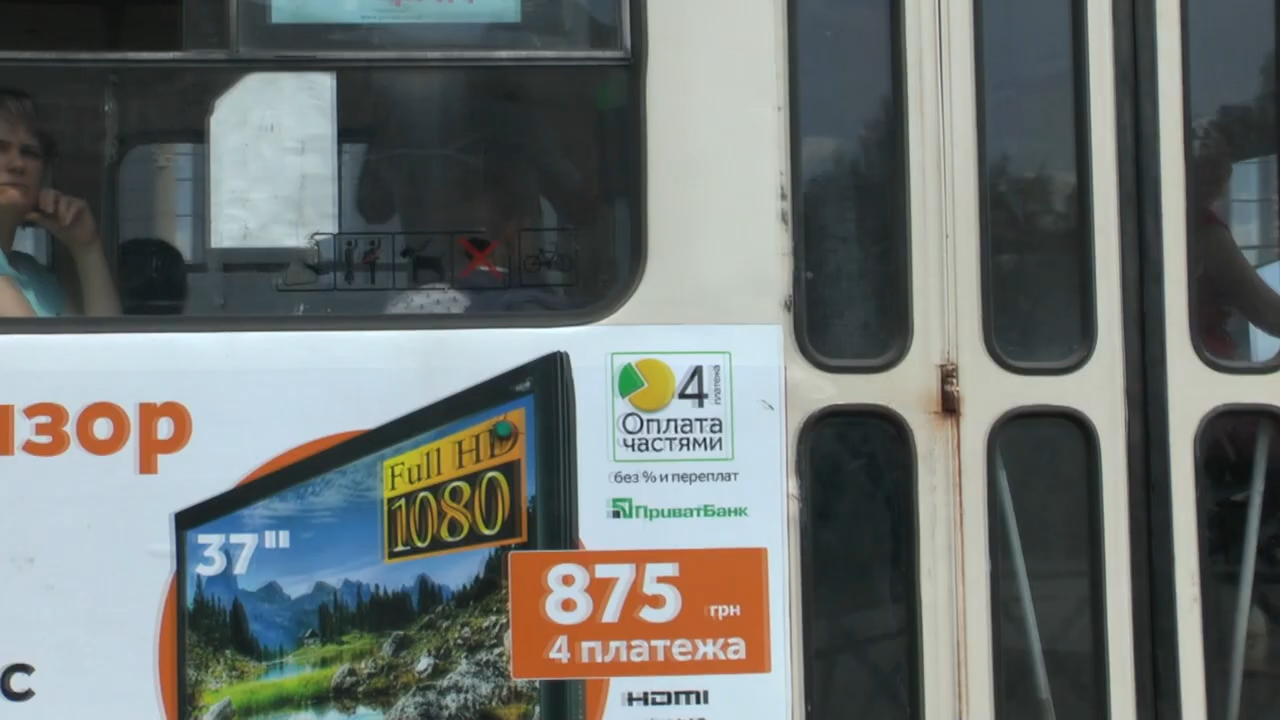 изор
Full HD
1080
37"
4
платежа
Оплата
частями
без % и переплат
ПриватБанк
875 грн
4 платежа
с
HDMI